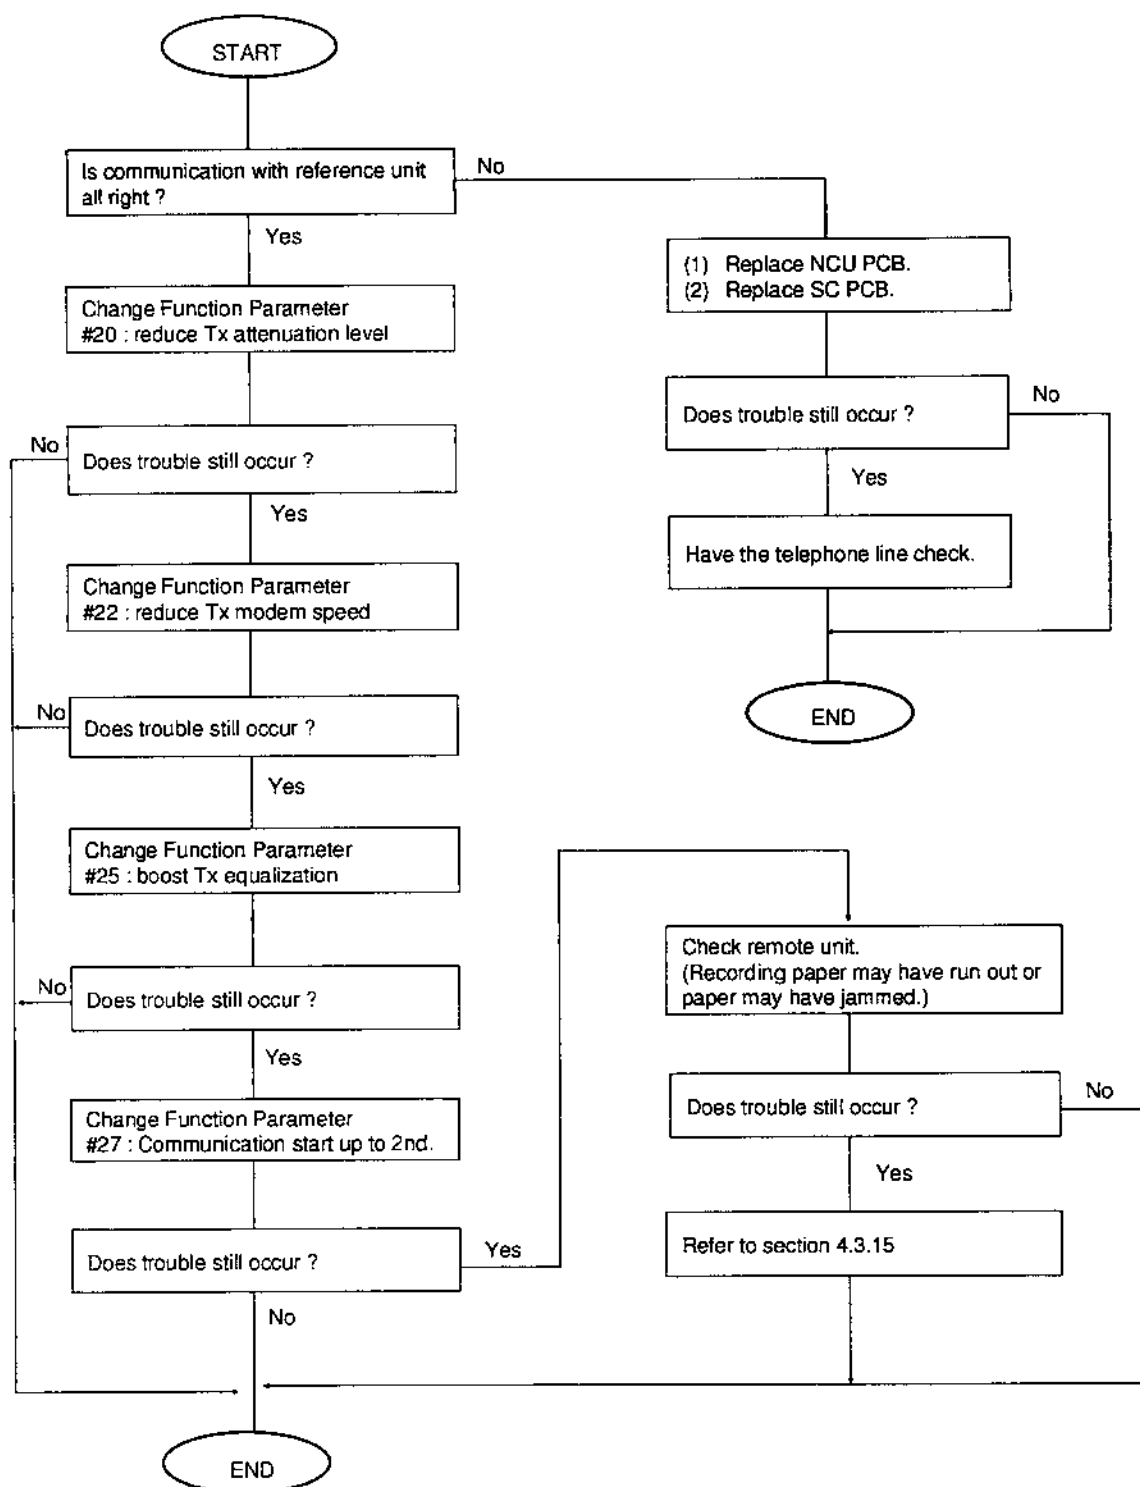 START
Is communication with reference unit
all right ?
No
Yes
(1) Replace NCU PCB.
(2) Replace SC PCB.
Change Function Parameter
#20 : reduce Tx attenuation level
Does trouble still occur ?
No
No
Does trouble still occur ?
Yes
Yes
Have the telephone line check.
Change Function Parameter
#22 : reduce Tx modem speed
No
Does trouble still occur ?
END
Yes
Change Function Parameter
#25 : boost Tx equalization
Check remote unit.
(Recording paper may have run out or
paper may have jammed.)
No
Does trouble still occur ?
Yes
Does trouble still occur ?
No
Change Function Parameter
#27 : Communication start up to 2nd.
Yes
Does trouble still occur ?
Yes
Refer to section 4.3.15
No
END